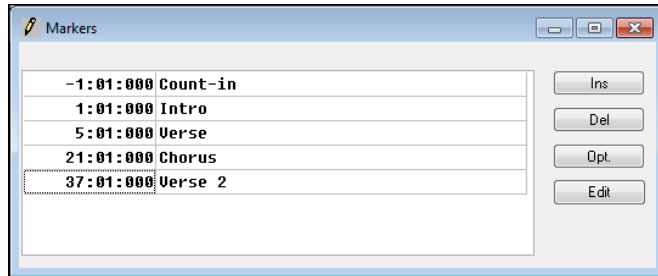 Markers
-1:01:000 Count-in
1:01:000 Intro
5:01:000 Verse
21:01:000 Chorus
37:01:000 Verse 2
Ins
Del
Opt.
Edit